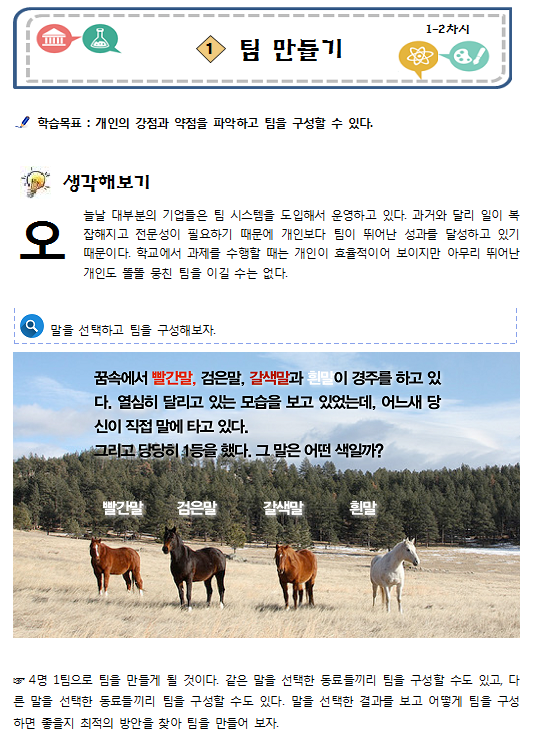 1-2차시
1 팀 만들기
학습목표 : 개인의 강점과 약점을 파악하고 팀을 구성할 수 있다.
생각해보기
오늘날 대부분의 기업들은 팀 시스템을 도입해서 운영하고 있다. 과거와 달리 일이 복
잡해지고 전문성이 필요하기 때문에 개인보다 팀이 뛰어난 성과를 달성하고 있기
때문이다. 학교에서 과제를 수행할 때는 개인이 효율적이어 보이지만 아무리 뛰어난
개인도 똘똘 뭉친 팀을 이길 수는 없다.
말을 선택하고 팀을 구성해보자.
꿈속에서 빨간말, 검은말, 갈색말과 흰말이 경주를 하고 있
다. 열심히 달리고 있는 모습을 보고 있었는데, 어느새 당
신이 직접 말에 타고 있다.
그리고 당당히 1등을 했다. 그 말은 어떤 색일까?
빨간말 검은말 갈색말 흰말
☞ 4명 1팀으로 팀을 만들게 될 것이다. 같은 말을 선택한 동료들끼리 팀을 구성할 수도 있고, 다
른 말을 선택한 동료들끼리 팀을 구성할 수도 있다. 말을 선택한 결과를 보고 어떻게 팀을 구성
하면 좋을지 최적의 방안을 찾아 팀을 만들어 보자.